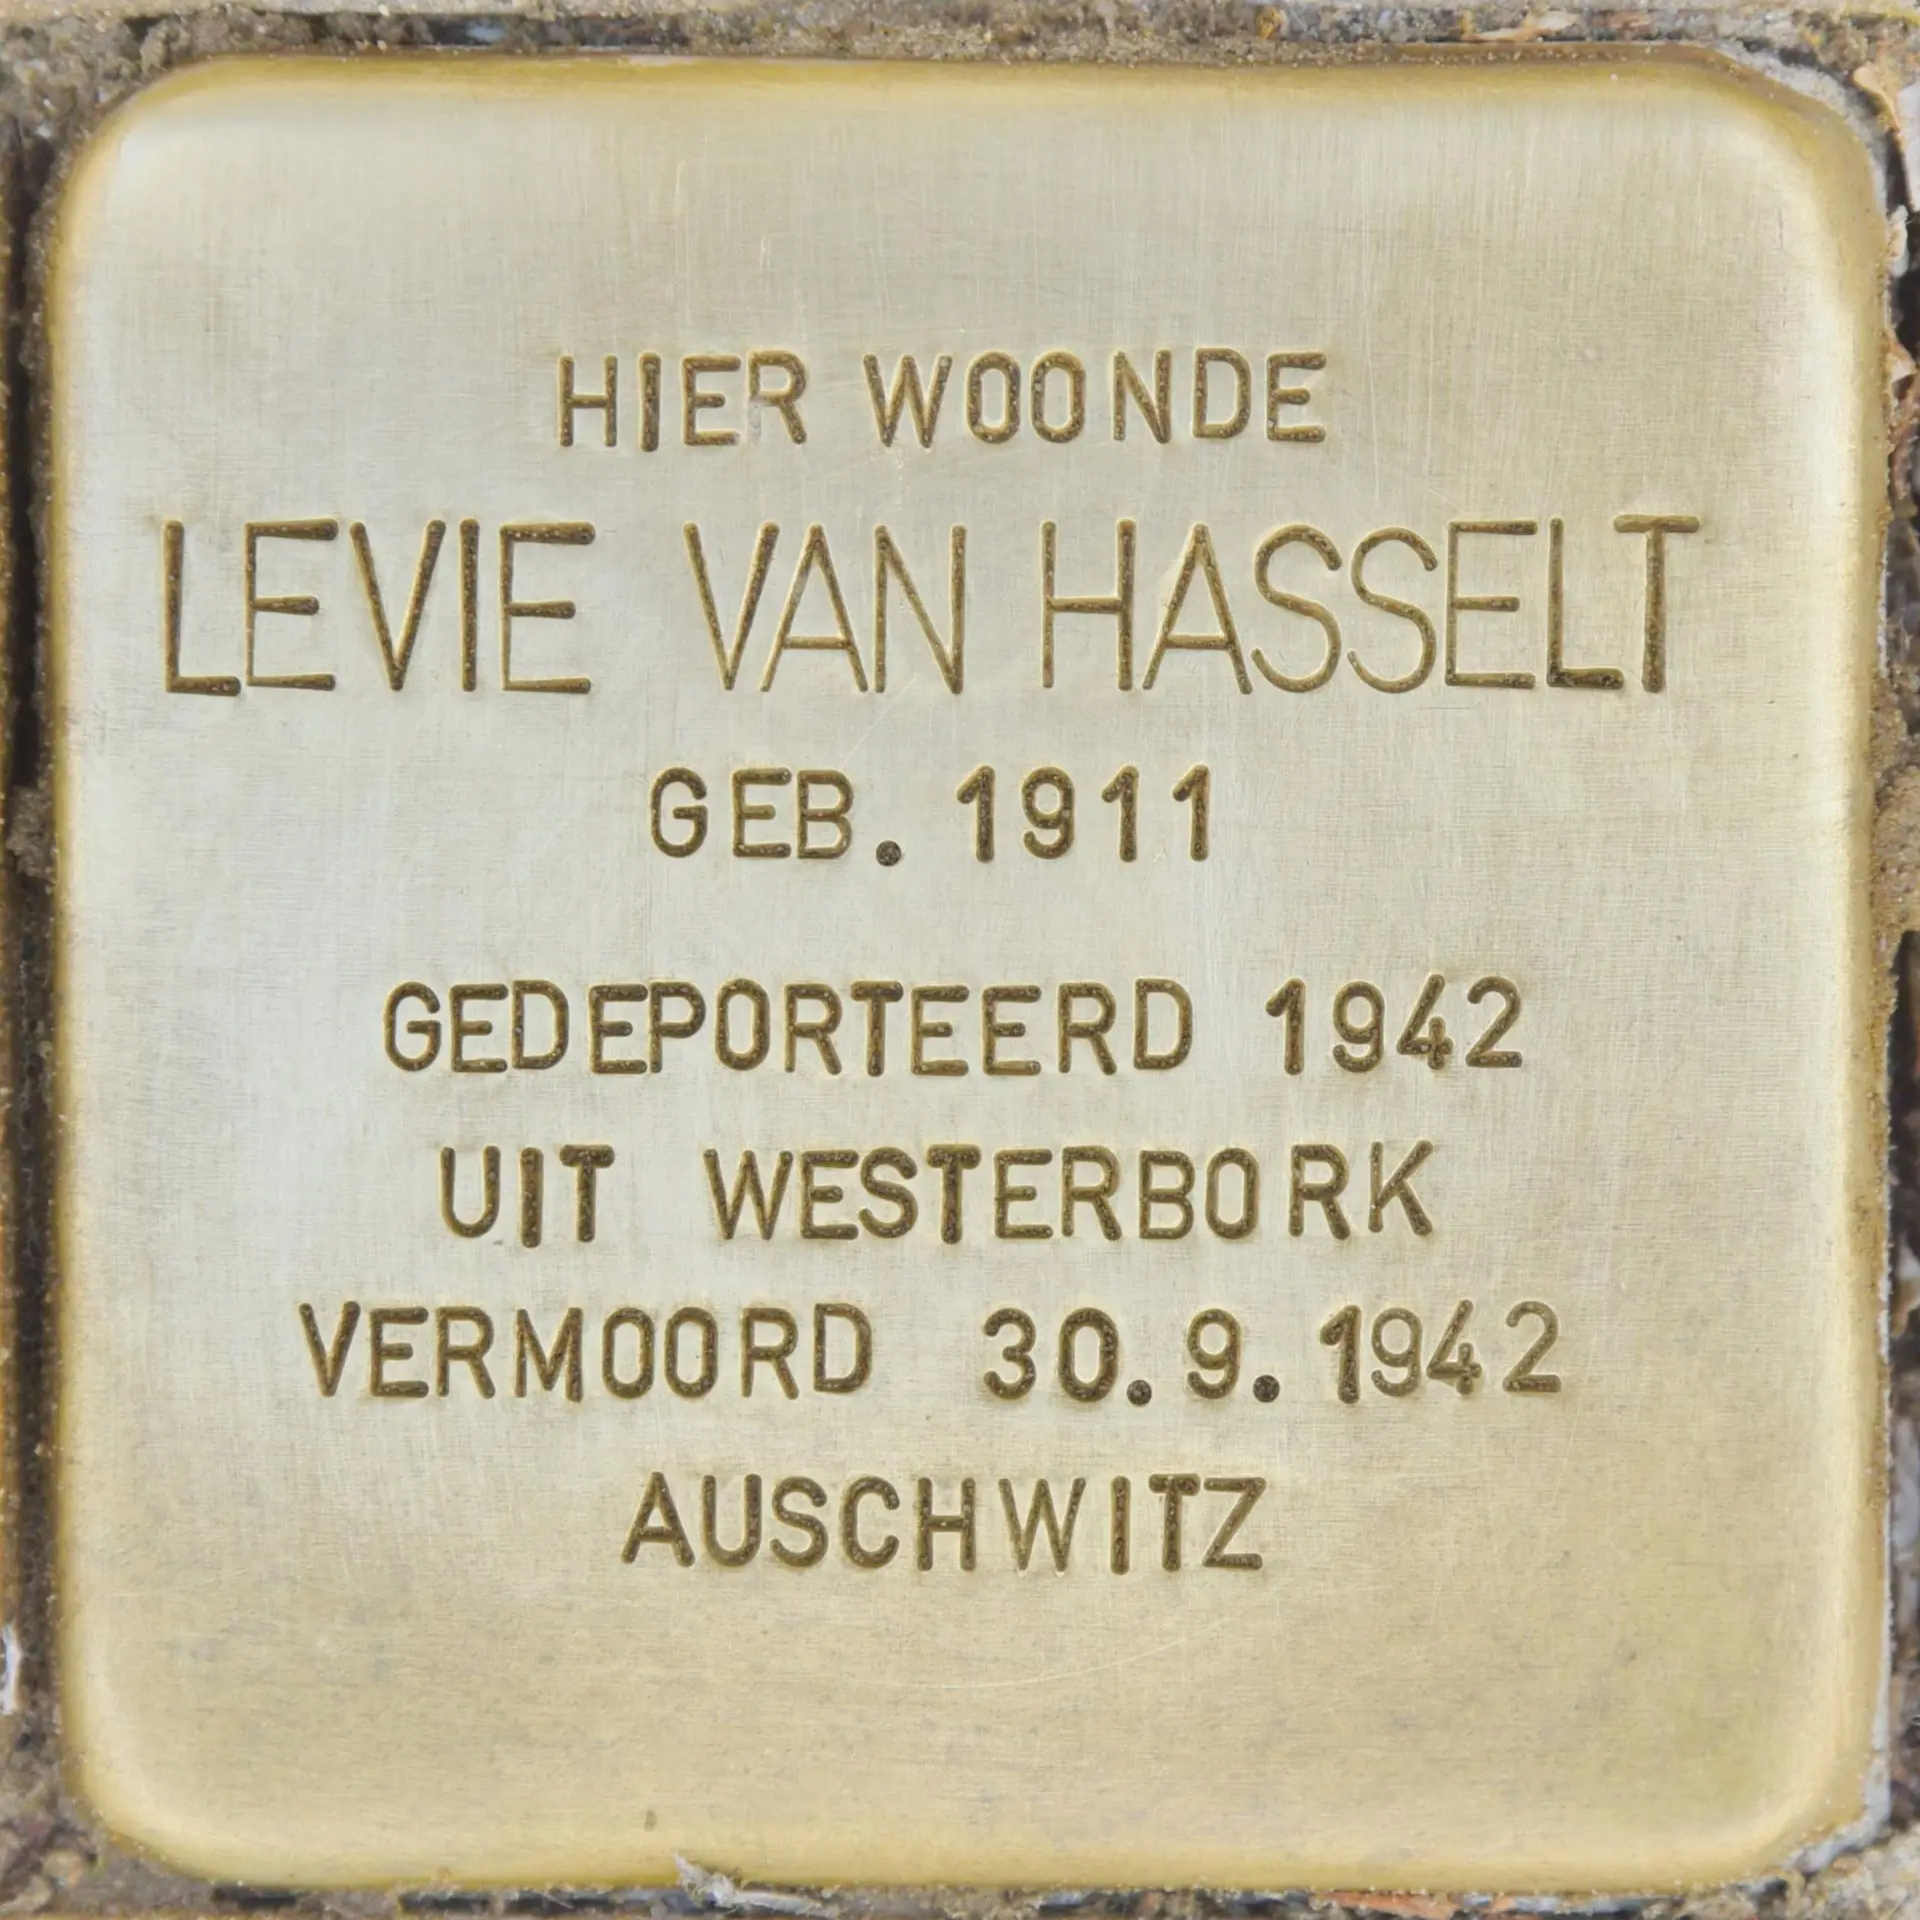 HIER WOONDE
LEVIE VAN HASSELT
GEB. 1911
GEDEPORTEERD 1942
UIT WESTERBORK
VERMOORD 30.9.1942
AUSCHWITZ